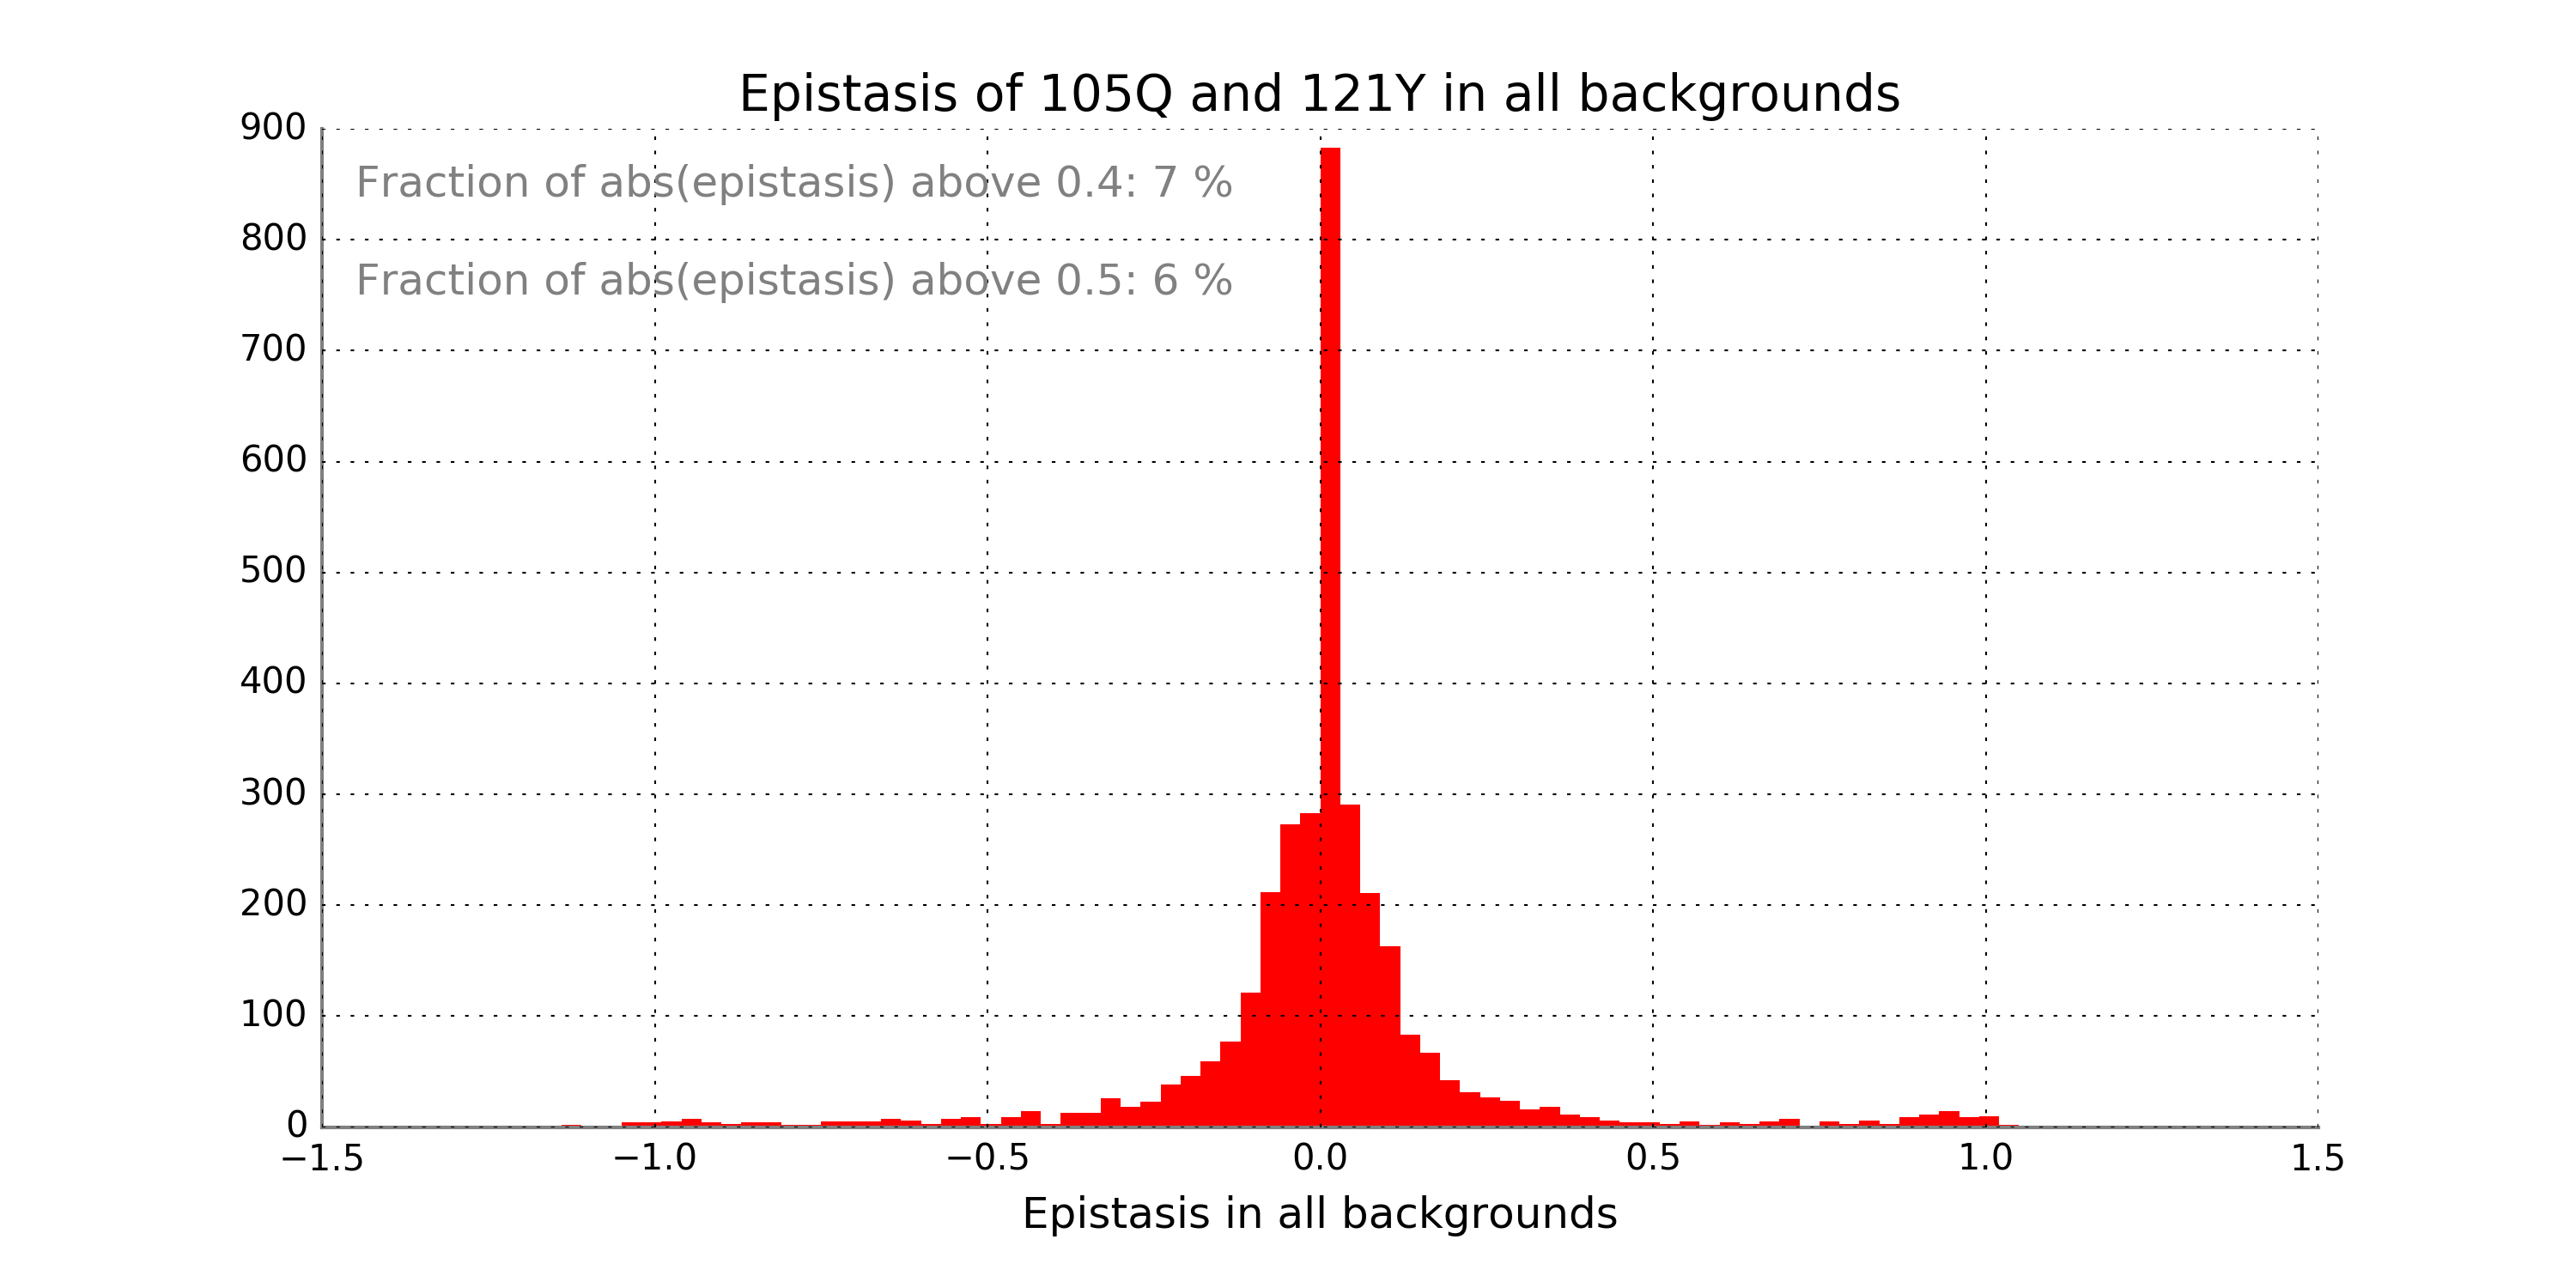 Epistasis of 105Q and 121Y in all backgrounds
900
Fraction of abs(epistasis) above 0.4: 7 %
800
Fraction of abs(epistasis) above 0.5: 6 %
700
600
500
400
300
200
100
0
−1.5 −1.0 −0.5 0.0 0.5 1.0 1.5
Epistasis in all backgrounds